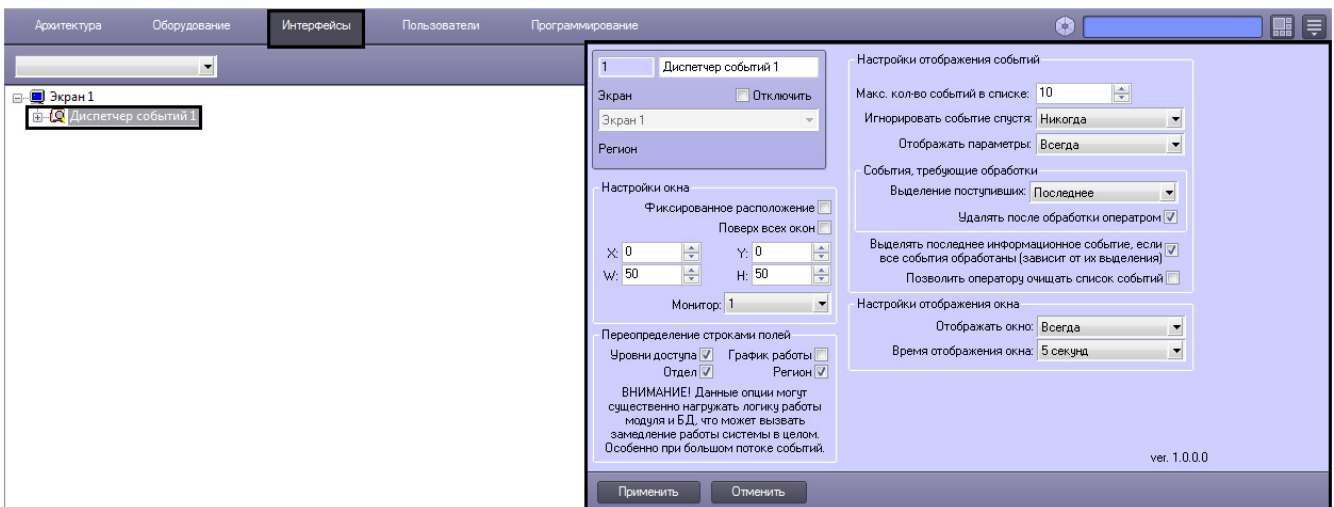 Архитектура Оборудование Интерфейсы Пользователи Программирование
Экран 1
Диспетчер событий 1
1 Диспетчер событий 1
Экран Отключить
Экран 1
Регион
Настройки окна
Фиксированное расположение
Поверх всех окон
X: 0 Y: 0
W: 50 H: 50
Монитор: 1
Переопределение строками полей
Уровни доступа График работы
Отдел Регион
ВНИМАНИЕ! Данные опции могут
существенно нагружать логику работы
модуля и БД, что может вызвать
замедление работы системы в целом.
Особенно при большом потоке событий.
Настройки отображения событий
Макс. кол-во событий в списке: 10
Игнорировать событие спустя: Никогда
Отображать параметры: Всегда
События, требующие обработки
Выделение поступивших: Последнее
Удалять после обработки оператром
Выделять последнее информационное событие, если
все события обработаны (зависит от их выделения)
Позволить оператору очищать список событий
Настройки отображения окна
Отображать окно: Всегда
Время отображения окна: 5 секунд
ver. 1.0.0.0
Применить Отменить